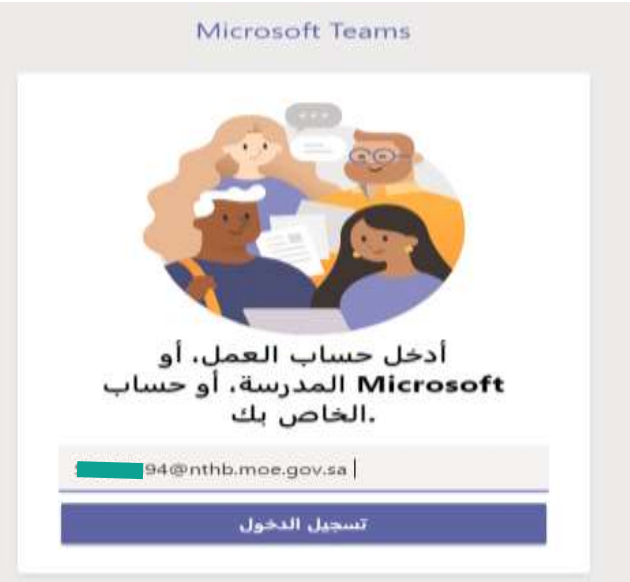 Microsoft Teams
أدخل حساب العمل، أو
المدرسة، أو حساب Microsoft
الخاص بك.
94@nthb.moe.gov.sa
تسجيل الدخول